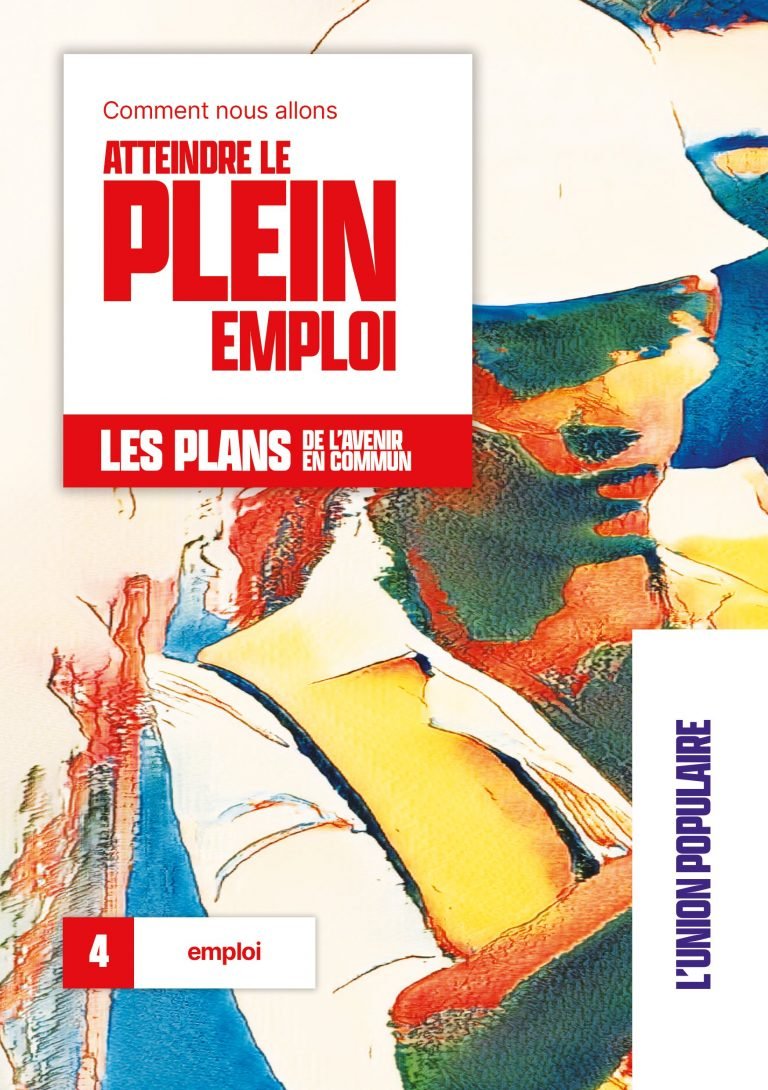 Comment nous allons
ATTEINDRE LE
PLEIN
EMPLOI
LES PLANS DE L'AVENIR
EN COMMUN
L'UNION POPULAIRE
4 emploi